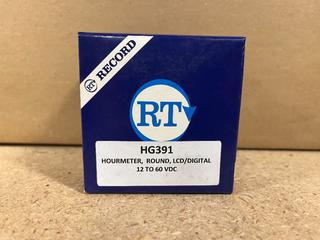 RT RECORD
RT
HG391
HOURMETER, ROUND, LCD/DIGITAL
12 TO 60 VDC